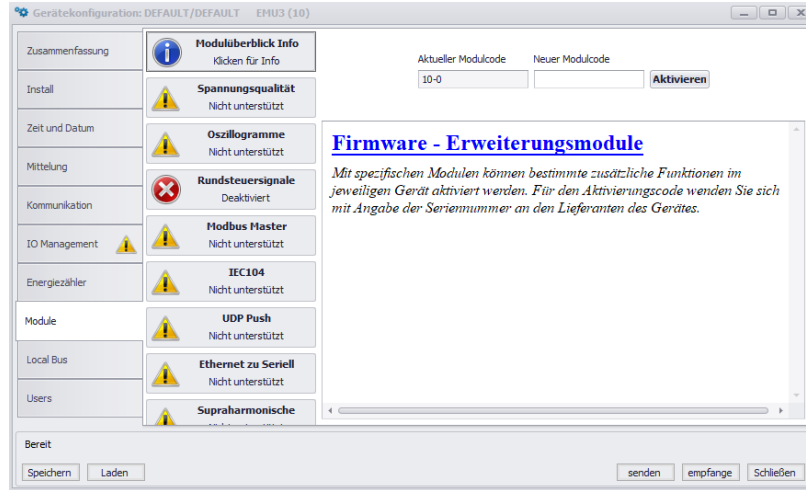 Gerätekonfiguration: DEFAULT/DEFAULT EMU3 (10)
Zusammenfassung
Install
Zeit und Datum
Mittelung
Kommunikation
IO Management
Energiezähler
Module
Local Bus
Users
Modulüberblick Info
Klicken für Info
Spannungsqualität
Nicht unterstützt
Oszillogramme
Nicht unterstützt
Rundsteuersignale
Deaktiviert
Modbus Master
Nicht unterstützt
IEC104
Nicht unterstützt
UDP Push
Nicht unterstützt
Ethernet zu Seriell
Nicht unterstützt
Supraharmonische
Aktueller Modulcode Neuer Modulcode
10-0 Aktivieren
Firmware - Erweiterungsmodule
Mit spezifischen Modulen können bestimmte zusätzliche Funktionen im
jeweiligen Gerät aktiviert werden. Für den Aktivierungscode wenden Sie sich
mit Angabe der Seriennummer an den Lieferanten des Gerätes.
Bereit
Speichern Laden senden empfange Schließen